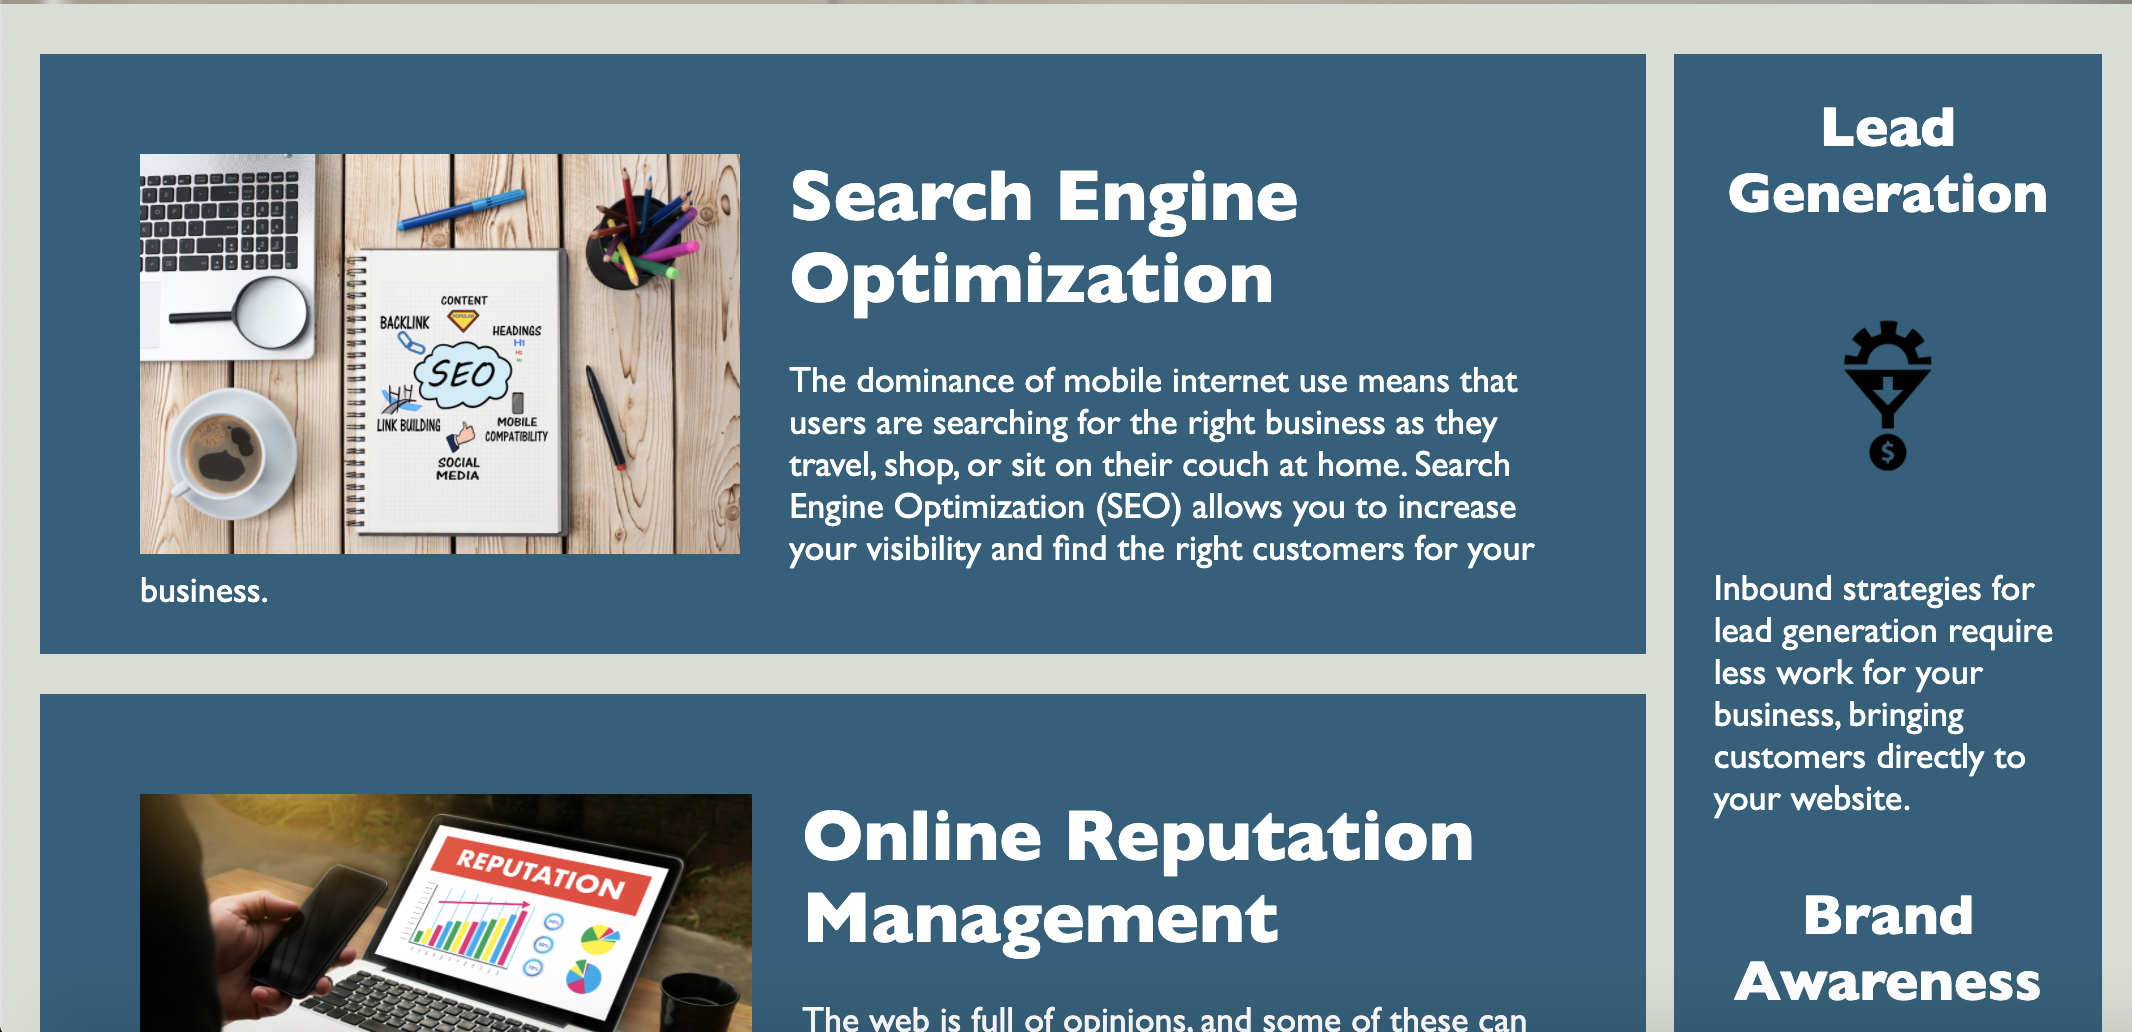 Search Engine
Optimization
The dominance of mobile internet use means that
users are searching for the right business as they
travel, shop, or sit on their couch at home. Search
Engine Optimization (SEO) allows you to increase
your visibility and find the right customers for your
business.
CONTENT
BACKLINK
HEADINGS
H1
SEO
LINK BUILDING
MOBILE
COMPATIBILITY
SOCIAL
MEDIA
Online Reputation
Management
The web is full of opinions, and some of these can
REPUTATION
Lead
Generation
$
Inbound strategies for
lead generation require
less work for your
business, bringing
customers directly to
your website.
Brand
Awareness